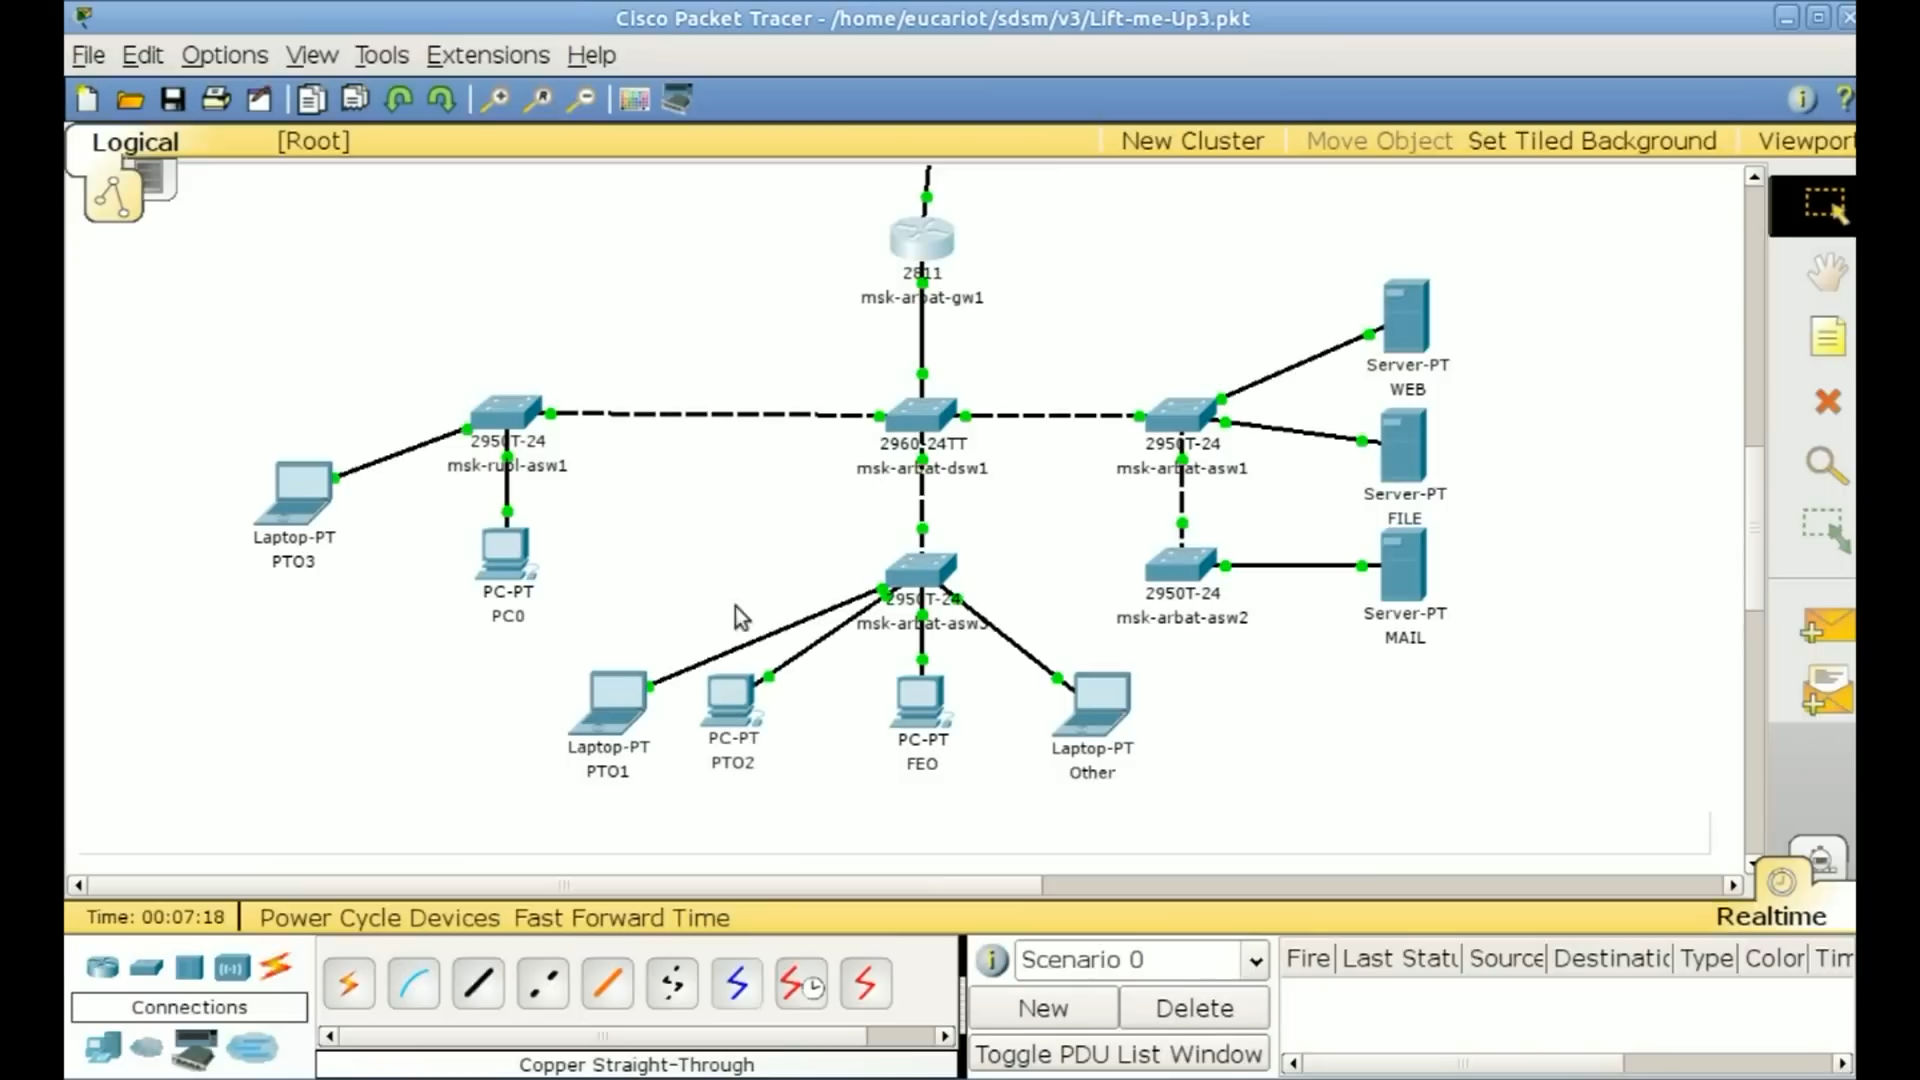 Cisco Packet Tracer - /home/eucariot/sdsm/v3/Lift-me-Up3.pkt
File Edit Options View Tools Extensions Help
Logical [Root] New Cluster Move Object Set Tiled Background Viewport
2811
msk-arbat-gw1
Server-PT
WEB
2950T-24
msk-rubl-asw1
2960-24TT
msk-arbat-dsw1
2950T-24
msk-arbat-asw1
Server-PT
FILE
Laptop-PT
PTO3
PC-PT
PC0
2950T-24
msk-arbat-asw3
2950T-24
msk-arbat-asw2
Server-PT
MAIL
Laptop-PT
PTO1
PC-PT
PTO2
PC-PT
FEO
Laptop-PT
Other
Time: 00:07:18 Power Cycle Devices Fast Forward Time Realtime
Connections
Copper Straight-Through
Scenario 0
New Delete
Toggle PDU List Window
Fire Last Statu Source Destinatic Type Color Tim